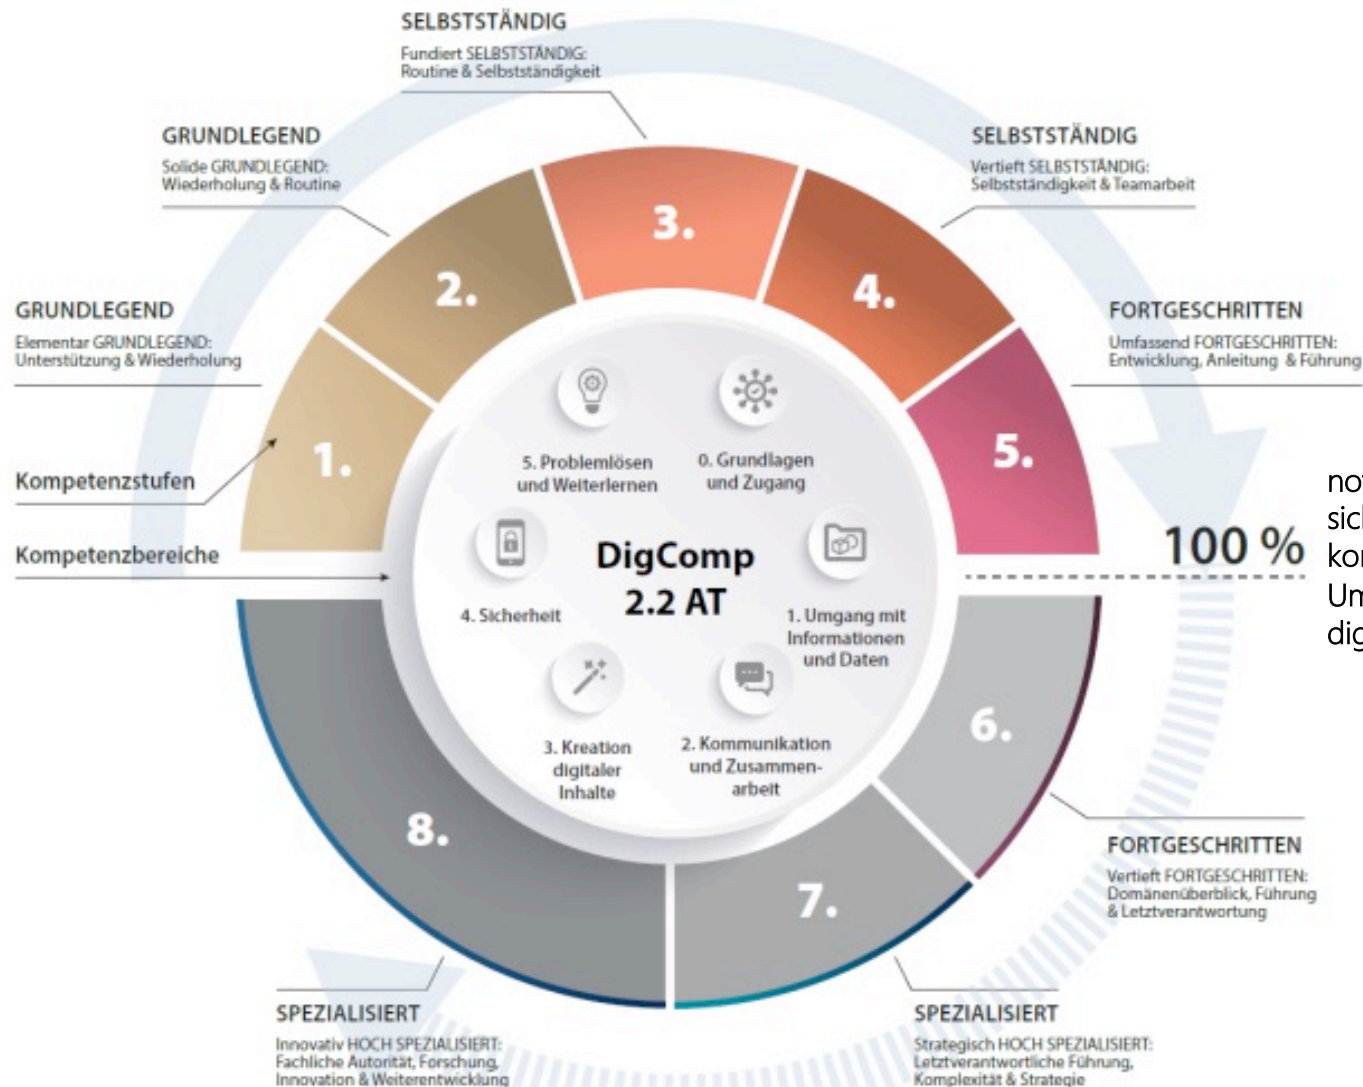 SELBSTSTÄNDIG
Fundiert SELBSTSTÄNDIG:
Routine & Selbstständigkeit
GRUNDLEGEND
Solide GRUNDLEGEND:
Wiederholung & Routine
SELBSTSTÄNDIG
Vertieft SELBSTSTÄNDIG:
Selbstständigkeit & Teamarbeit
GRUNDLEGEND
Elementar GRUNDLEGEND:
Unterstützung & Wiederholung
FORTGESCHRITTEN
Umfassend FORTGESCHRITTEN:
Entwicklung, Anleitung & Führung
1.
2.
3.
4.
5.
Kompetenzstufen
Kompetenzbereiche
5. Problemlösen
und Weiterlernen
0. Grundlagen
und Zugang
DigComp
2.2 AT
4. Sicherheit
1. Umgang mit
Informationen
und Daten
3. Kreation
digitaler
Inhalte
2. Kommunikation
und Zusammen-
arbeit
100 %
6.
7.
8.
FORTGESCHRITTEN
Vertieft FORTGESCHRITTEN:
Domänenüberblick, Führung
& Letztverantwortung
SPEZIALISIERT
Innovativ HOCH SPEZIALISIERT:
Fachliche Autorität, Forschung,
Innovation & Weiterentwicklung
SPEZIALISIERT
Strategisch HOCH SPEZIALISIERT:
Letztverantwortliche Führung,
Komplexität & Strategie